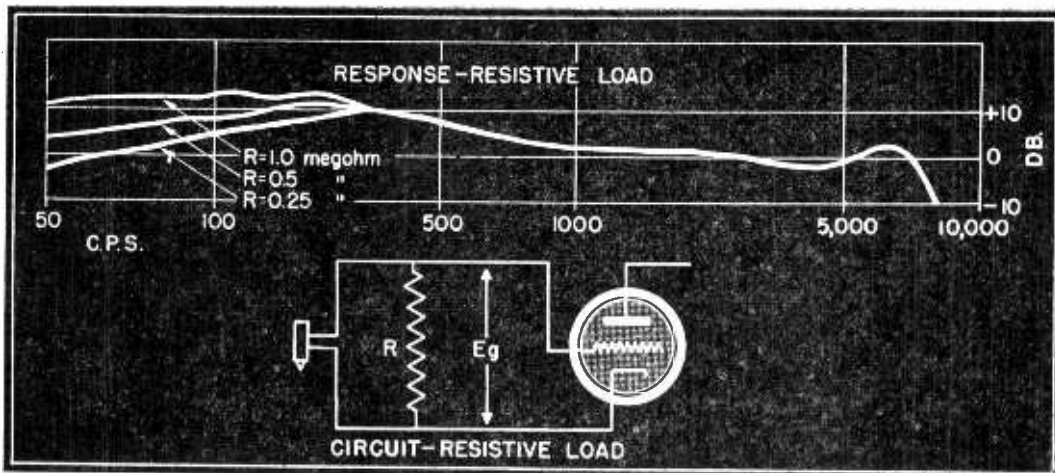 RESPONSE-RESISTIVE LOAD
+10
0
-10
DB.
R=1.0 megohm
R=0.5 "
R=0.25 "
50 100 500 1000 5,000 10,000
C.P.S.
R Eg
CIRCUIT-RESISTIVE LOAD